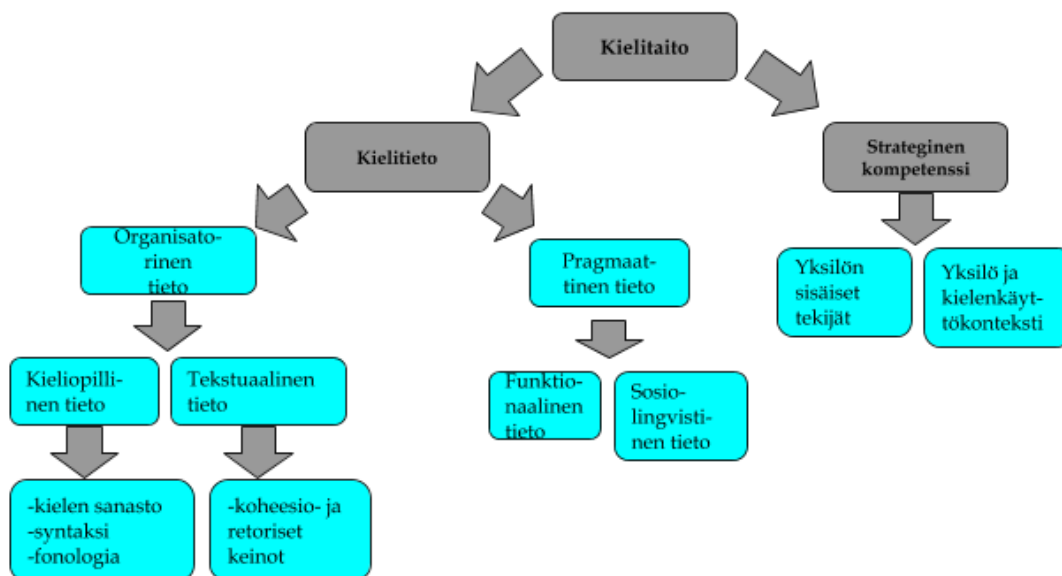 Kielitaito
Kielitieto
Strateginen
kompetenssi
Organisato-
rinen
tieto
Pragmaat-
tinen tieto
Yksilön
sisäiset
tekijät
Yksilö ja
kielenkäyt-
tökonteksti
Kieliopilli-
nen tieto
Tekstuaalinen
tieto
Funktio-
naalinen
tieto
Sosio-
lingvisti-
nen tieto
-kielen sanasto
-syntaksi
-fonologia
-koheesio- ja
retoriset
keinot